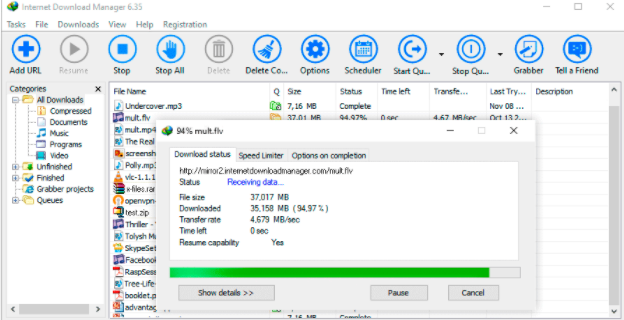 Internet Download Manager 6.35
Tasks File Downloads View Help Registration
Add URL Resume Stop Stop All Delete Delete Co... Options Scheduler Start Qu... Stop Qu... Grabber Tell a Friend
Categories
All Downloads
Compressed
Documents
Music
Programs
Video
Unfinished
Finished
Grabber projects
Queues
File Name Q Size Status Time left Transfe... Last Try... Description
Undercover.mp3 7,16 MB Complete Nov 08 ...
mult.flv 37,01 MB 94,97% 0 sec 4,67 MB/sec Oct 13 2...
mult.mp4
The Real
screensh
Polly.mp3
vlc-1.1.1
x-files.rar
openvpn-
test.zip
Thriller -
Tolysh M
SkypeSet
Facebook
RaspSess
Tree-Life-
booklet.p
advantag
7,16 MB Complete
94% mult.flv
Download status Speed Limiter Options on completion
http://mirror2.internetdownloadmanager.com/mult.flv
Status Receiving data...
File size 37,017 MB
Downloaded 35,158 MB ( 94,97 % )
Transfer rate 4,679 MB/sec
Time left 0 sec
Resume capability Yes
Show details >> Pause Cancel